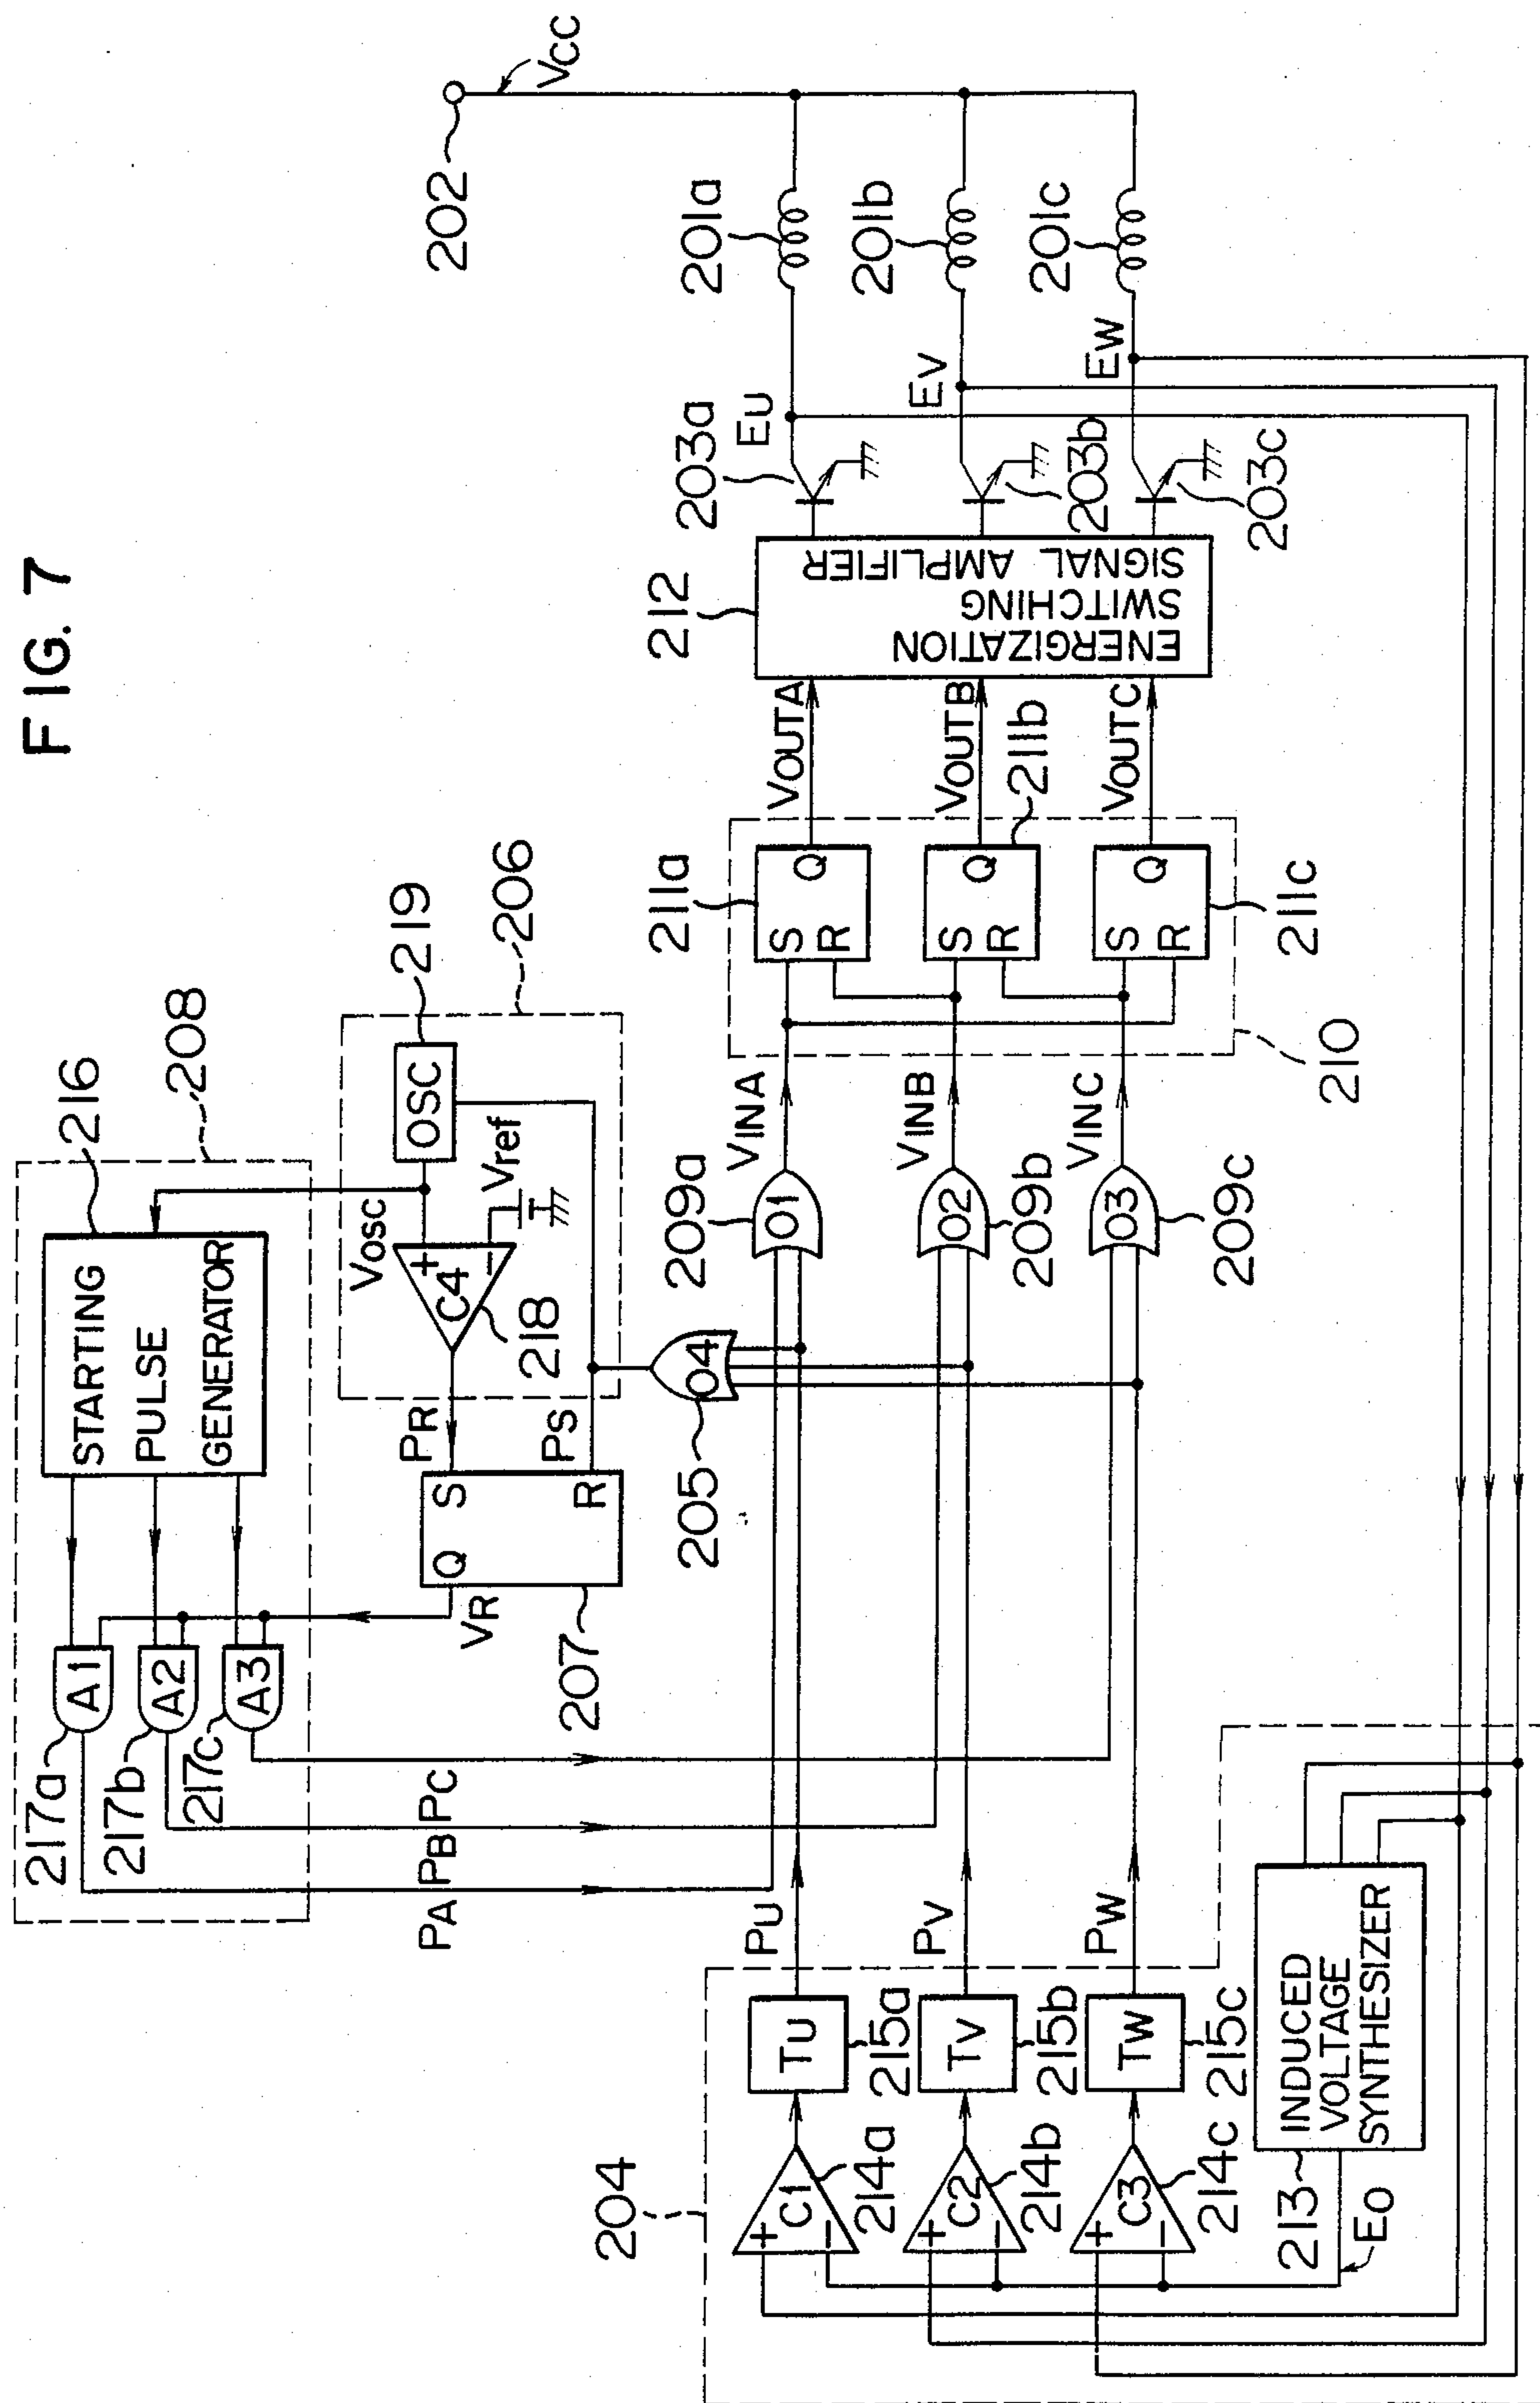 FIG. 7
202
VCC
201a
201b
201c
EU
EV
EW
203a
203b
203c
212
ENERGIZATION
SWITCHING
SIGNAL AMPLIFIER
VOUTA
VOUTB
VOUTC
210
211a
S
R
Q
211b
S
R
Q
211c
S
R
Q
VINA
VINB
VINC
209a
O1
209b
O2
209c
O3
208
216
STARTING
PULSE
GENERATOR
206
219
OSC
VOSC
+
−
C4
Vref
218
PR
PS
S
R
Q
207
VR
205
O4
A1
A2
A3
217a
217b
217c
PA
PB
PC
PU
PV
PW
204
TU
215a
TV
215b
TW
215c
+
−
C1
214a
+
−
C2
214b
+
−
C3
214c
INDUCED
VOLTAGE
SYNTHESIZER
213
EO